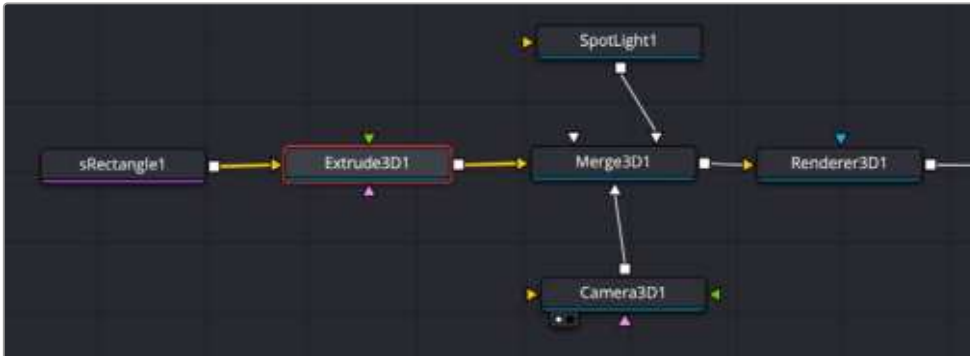 SpotLight1
sRectangle1
Extrude3D1
Merge3D1
Renderer3D1
Camera3D1